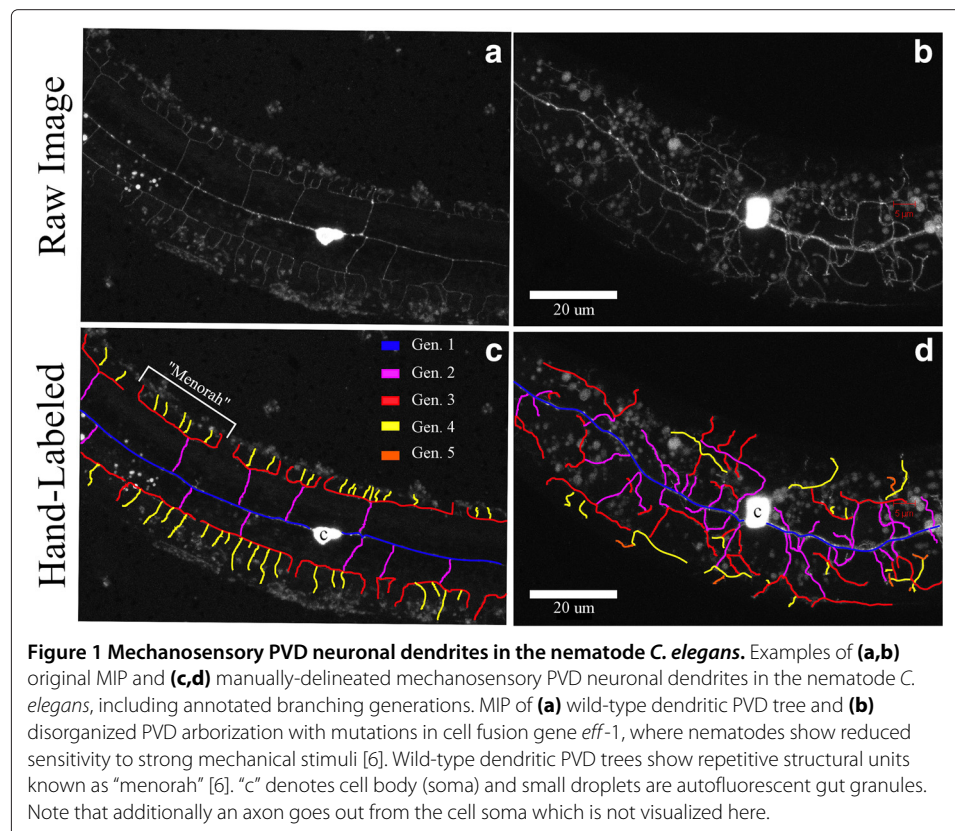 Raw Image
a
b
5 µm
20 um
Hand-Labeled
c
"Menorah"
Gen. 1
Gen. 2
Gen. 3
Gen. 4
Gen. 5
c
d
c
5 µm
20 um
Figure 1 Mechanosensory PVD neuronal dendrites in the nematode C. elegans. Examples of (a,b)
original MIP and (c,d) manually-delineated mechanosensory PVD neuronal dendrites in the nematode C.
elegans, including annotated branching generations. MIP of (a) wild-type dendritic PVD tree and (b)
disorganized PVD arborization with mutations in cell fusion gene eff-1, where nematodes show reduced
sensitivity to strong mechanical stimuli [6]. Wild-type dendritic PVD trees show repetitive structural units
known as “menorah” [6]. “c” denotes cell body (soma) and small droplets are autofluorescent gut granules.
Note that additionally an axon goes out from the cell soma which is not visualized here.